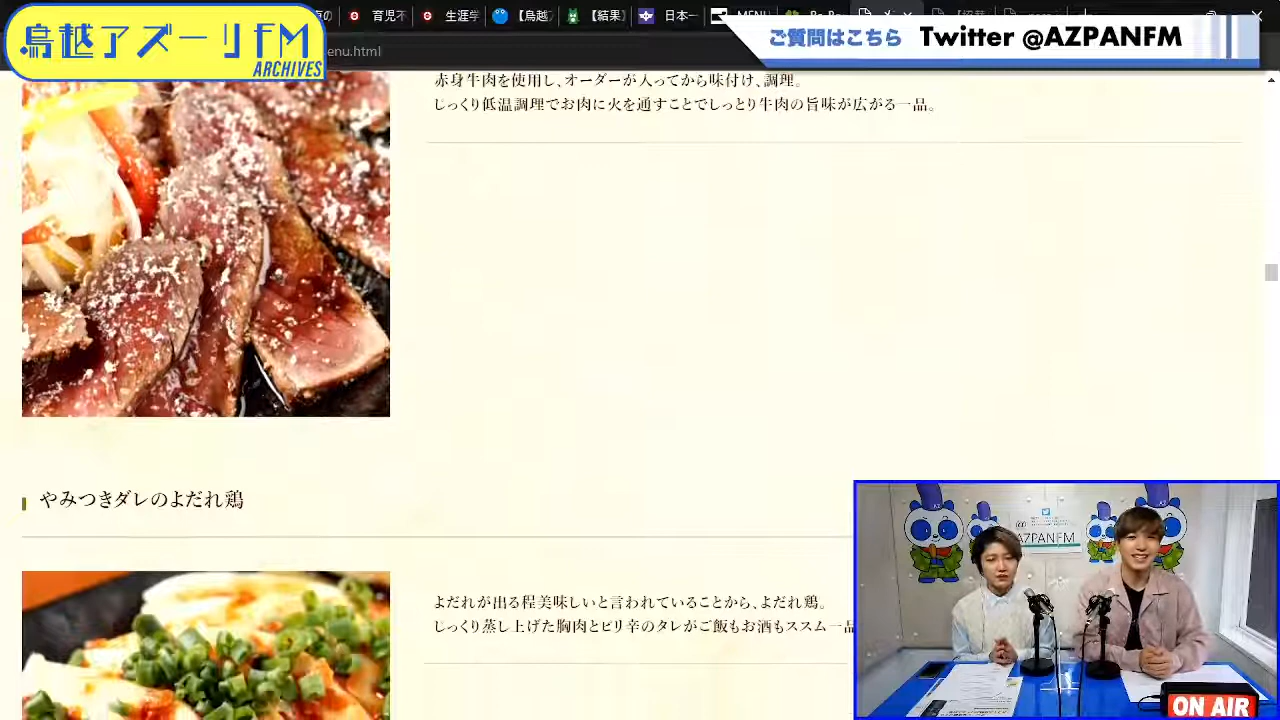 鳥越アズーリFM
ARCHIVES
育児不
生涯学
【結果】
日本一
MENU
enu.html
ご質問はこちら Twitter @AZPANFM
赤身牛肉を使用し、オーダーが入ってから味付け、調理。
じっくり低温調理でお肉に火を通すことでしっとり牛肉の旨味が広がる一品。
やみつきダレのよだれ鶏
よだれが出る程美味しいと言われていることから、よだれ鶏。
じっくり蒸し上げた胸肉とピリ辛のタレがご飯もお酒もススム一品
AZPANFM
ON AIR